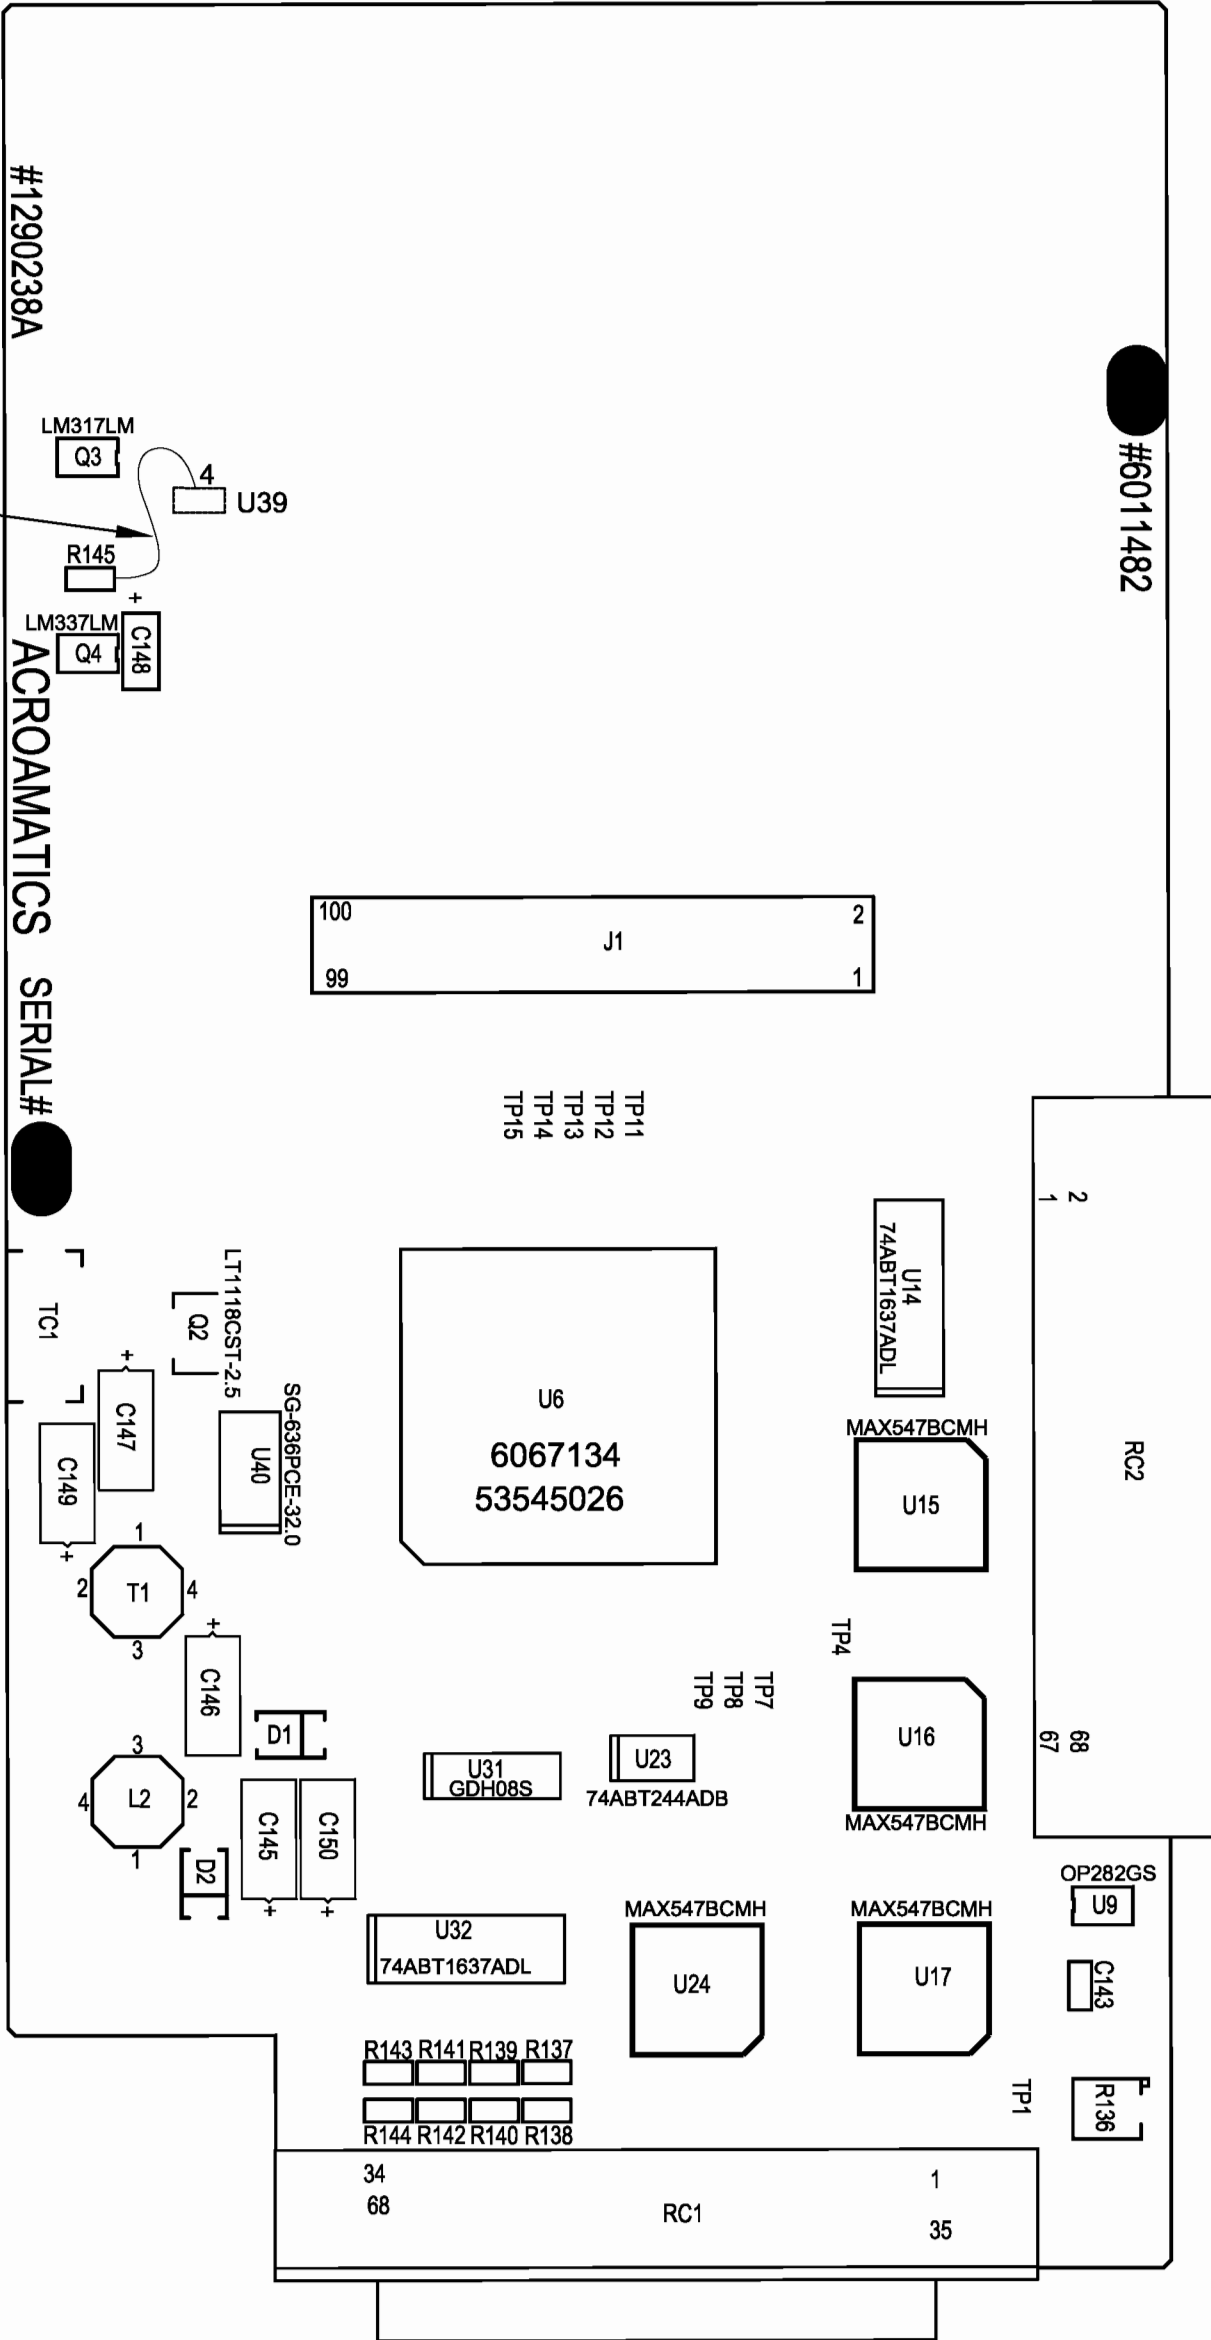 #1290238A
#6011482
LM317LM
Q3
4
U39
R145
+
LM337LM
Q4
C148
ACROAMATICS SERIAL#
100
2
J1
99
1
TP15
TP14
TP13
TP12
TP11
2
1
U14
74ABT1637ADL
LT1118CST-2.5
Q2
TC1
+
C147
C149
+
SG-636PCE-32.0
U40
U6
6067134
53545026
MAX547BCMH
U15
RC2
1
2
T1
4
3
+
C146
TP4
TP9
TP8
TP7
U16
MAX547BCMH
67
68
D1
3
4
L2
2
1
D2
C145
+
C150
+
U31
GDH08S
U23
74ABT244ADB
OP282GS
U9
C143
U32
74ABT1637ADL
MAX547BCMH
U24
MAX547BCMH
U17
R143 R141 R139 R137
R144 R142 R140 R138
TP1
R136
34
68
RC1
1
35